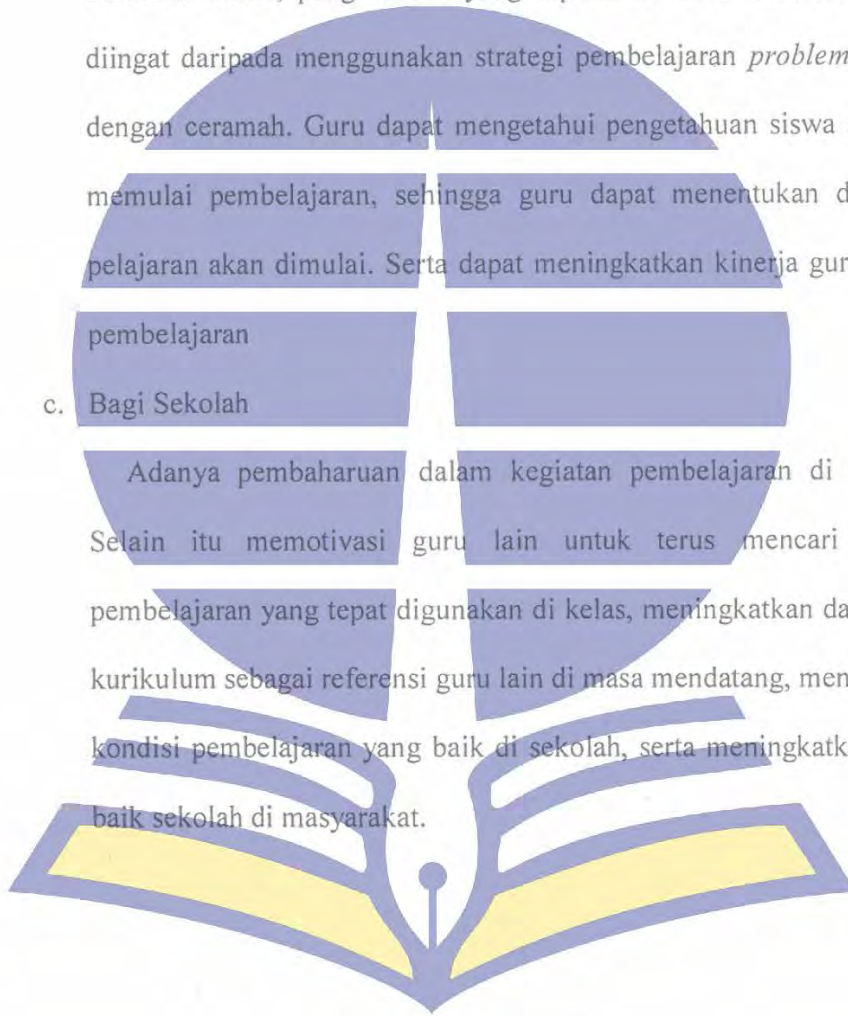 diingat daripada menggunakan strategi pembelajaran problem
dengan ceramah. Guru dapat mengetahui pengetahuan siswa
memulai pembelajaran, sehingga guru dapat menentukan d
pelajaran akan dimulai. Serta dapat meningkatkan kinerja gur
pembelajaran
c. Bagi Sekolah
Adanya pembaharuan dalam kegiatan pembelajaran di
Selain itu memotivasi guru lain untuk terus mencari
pembelajaran yang tepat digunakan di kelas, meningkatkan da
kurikulum sebagai referensi guru lain di masa mendatang, men
kondisi pembelajaran yang baik di sekolah, serta meningkatk
baik sekolah di masyarakat.